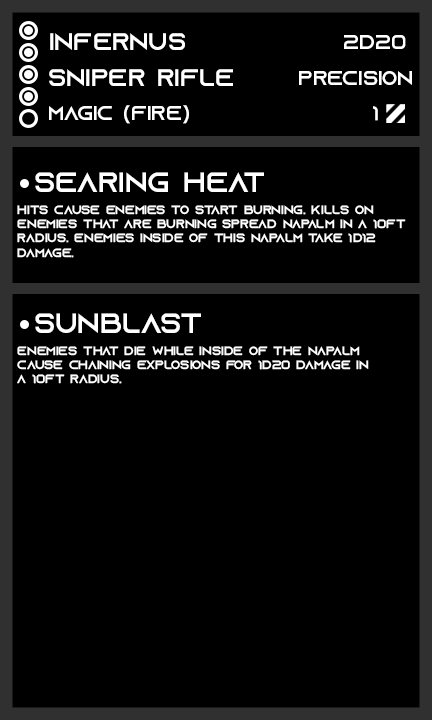 INFERNUS 2D20
SNIPER RIFLE PRECISION
MAGIC (FIRE) 1
•SEARING HEAT
HITS CAUSE ENEMIES TO START BURNING. KILLS ON
ENEMIES THAT ARE BURNING SPREAD NAPALM IN A 10FT
RADIUS. ENEMIES INSIDE OF THIS NAPALM TAKE 1D12
DAMAGE.
•SUNBLAST
ENEMIES THAT DIE WHILE INSIDE OF THE NAPALM
CAUSE CHAINING EXPLOSIONS FOR 1D20 DAMAGE IN
A 10FT RADIUS.